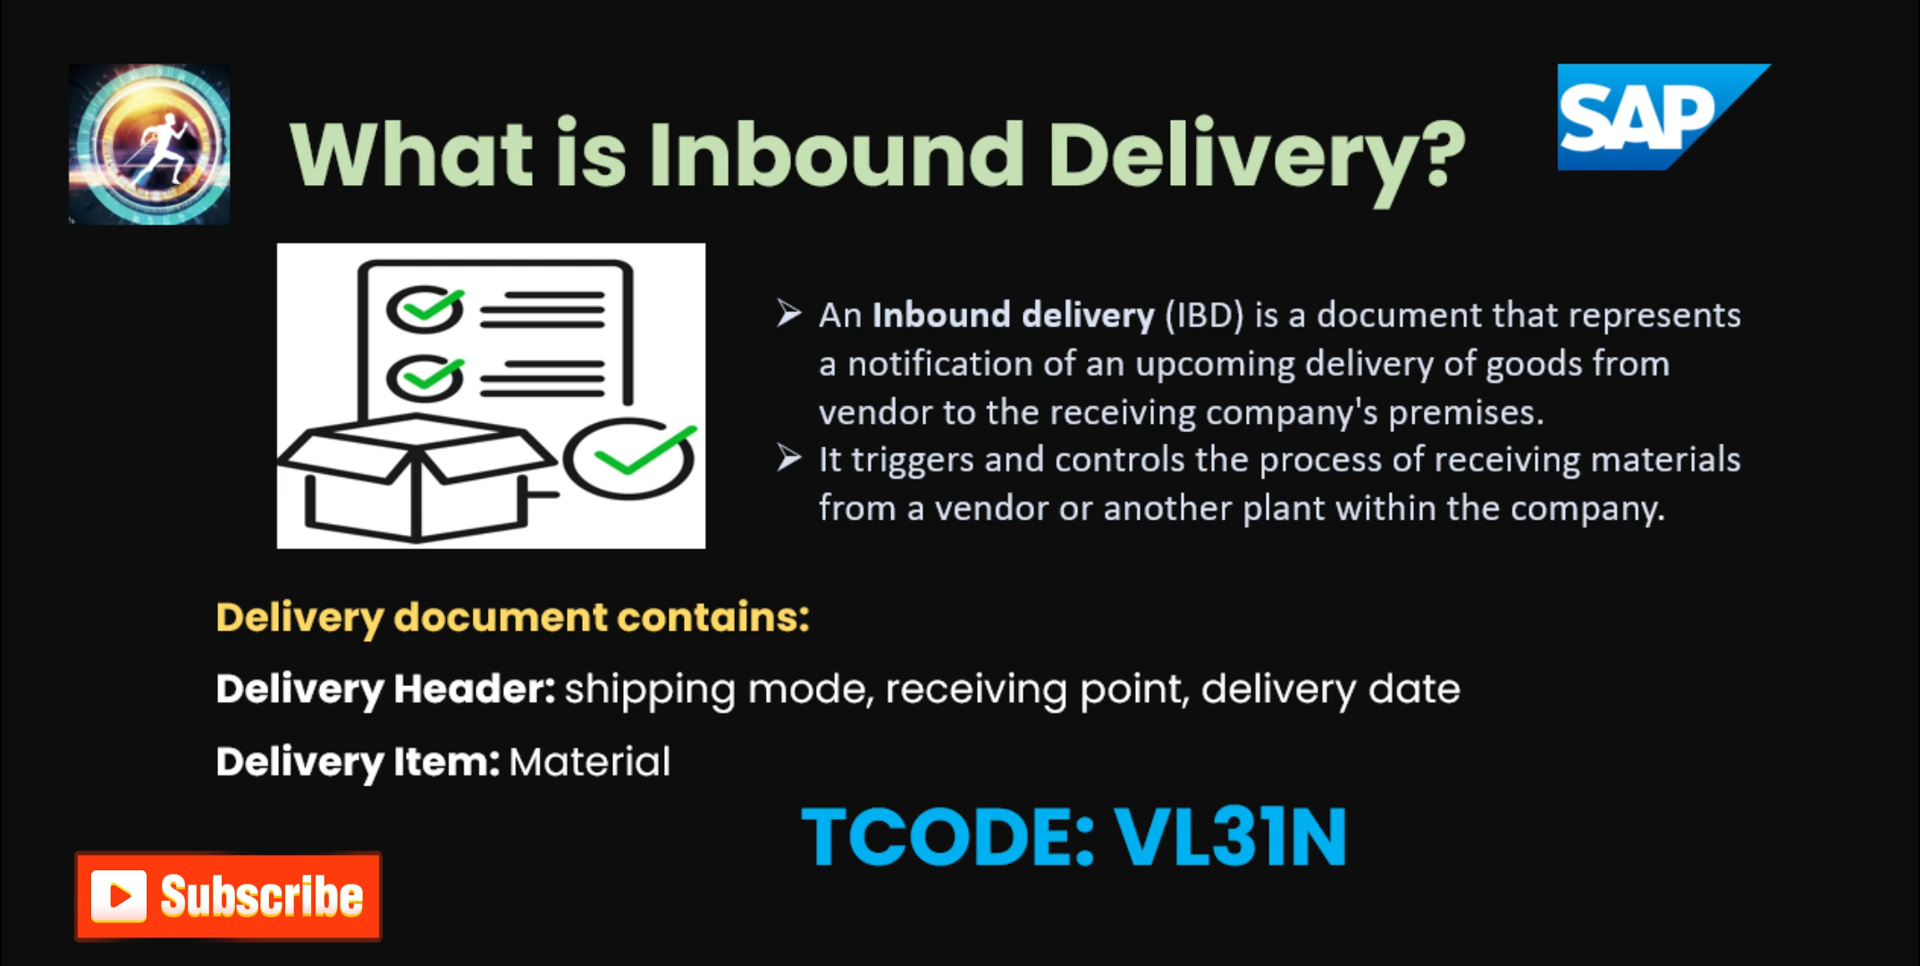 What is Inbound Delivery?
SAP
➢ An Inbound delivery (IBD) is a document that represents
a notification of an upcoming delivery of goods from
vendor to the receiving company's premises.
➢ It triggers and controls the process of receiving materials
from a vendor or another plant within the company.
Delivery document contains:
Delivery Header: shipping mode, receiving point, delivery date
Delivery Item: Material
TCODE: VL31N
Subscribe